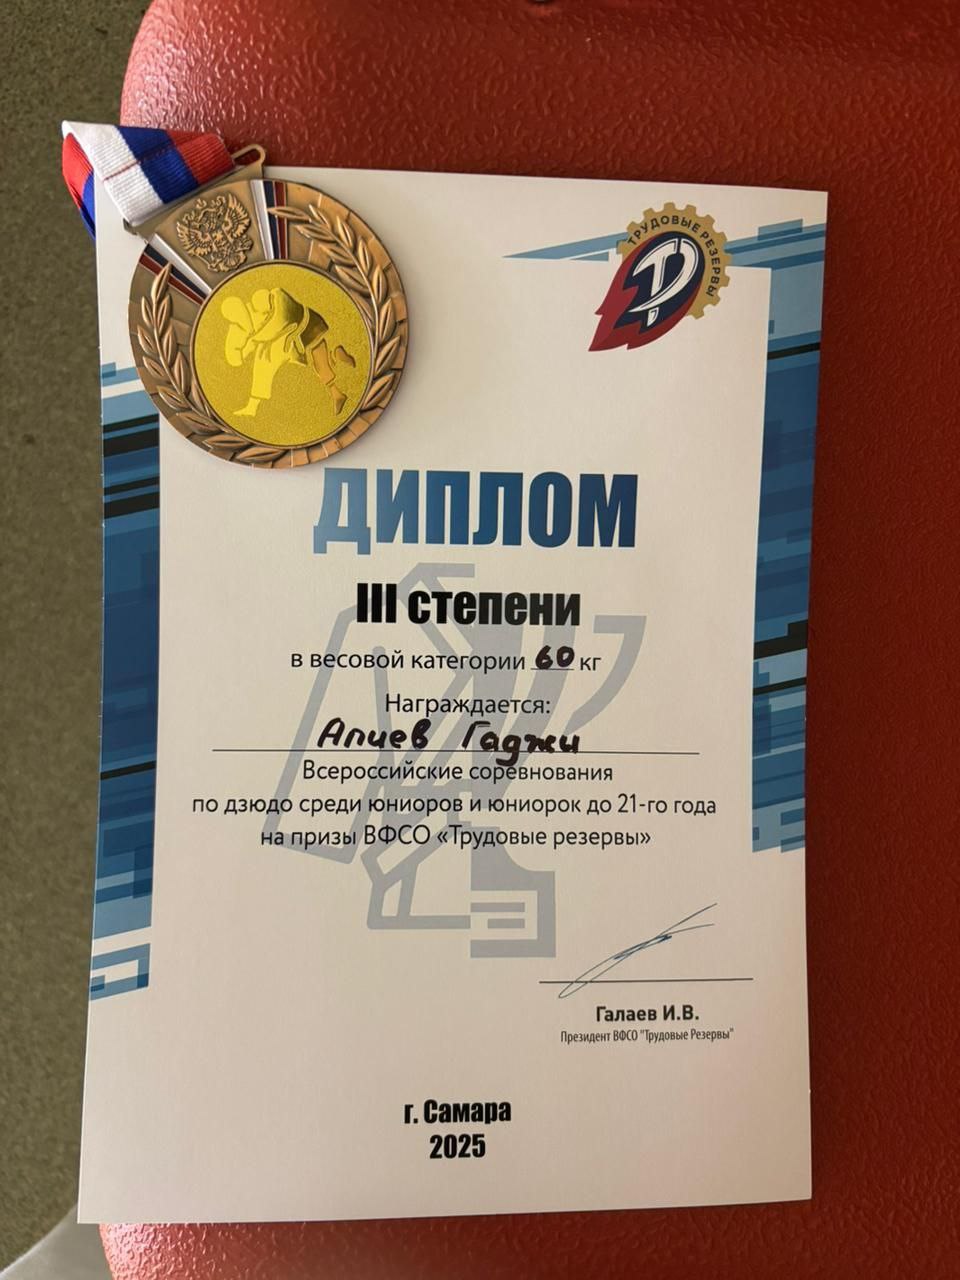 ТРУДОВЫЕ РЕЗЕРВЫ
ДИПЛОМ
III степени
в весовой категории 60 кг
Награждается:
Алиев Гаджи
Всероссийские соревнования
по дзюдо среди юниоров и юниорок до 21-го года
на призы ВФСО «Трудовые резервы»
Галаев И.В.
Президент ВФСО "Трудовые Резервы"
г. Самара
2025